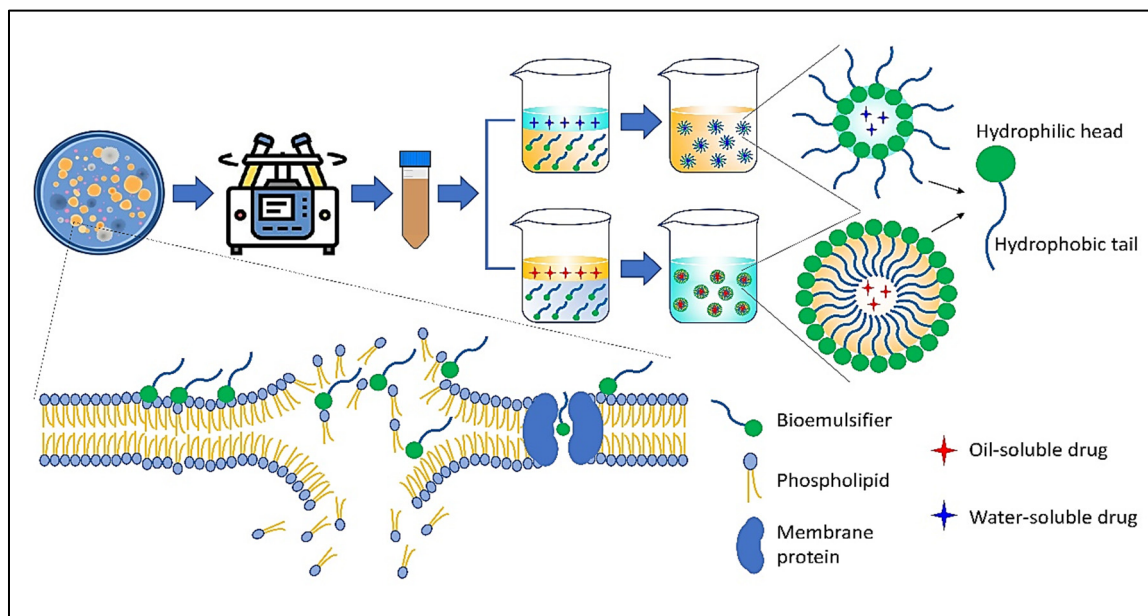 Hydrophilic head
Hydrophobic tail
Bioemulsifier
Phospholipid
Membrane
protein
Oil-soluble drug
Water-soluble drug